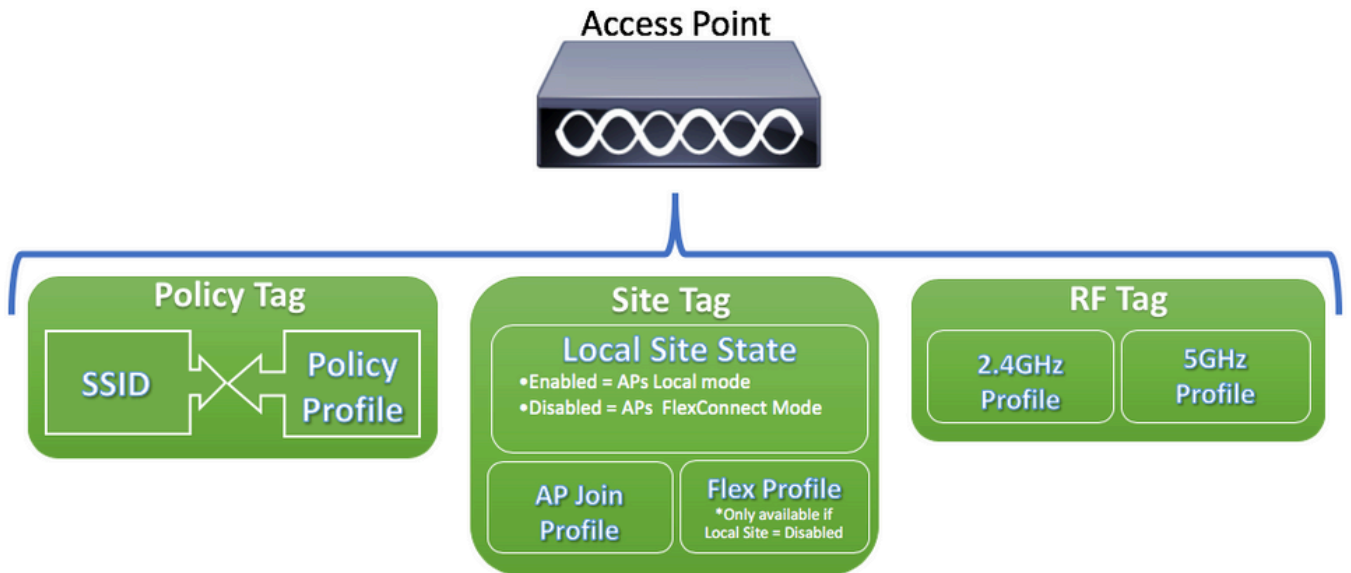 Access Point
Policy Tag
SSID
Policy
Profile
Site Tag
Local Site State
•Enabled = APs Local mode
•Disabled = APs  FlexConnect Mode
AP Join
Profile
Flex Profile
*Only available if
Local Site = Disabled
RF Tag
2.4GHz
Profile
5GHz
Profile